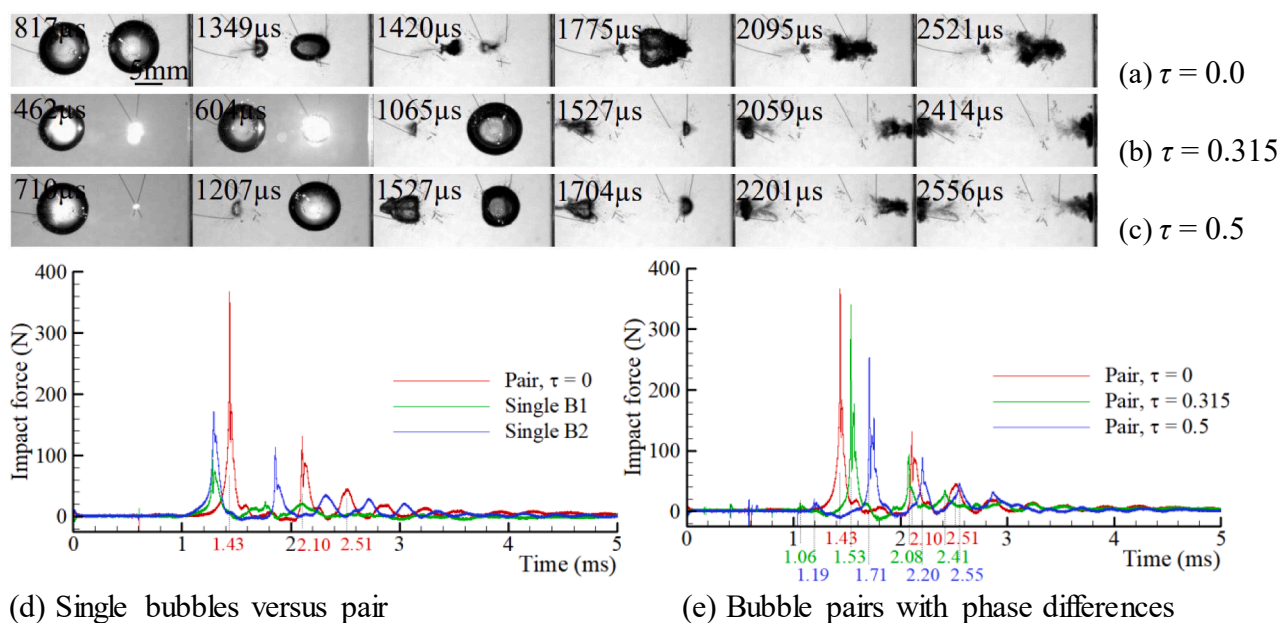 817μs 1349μs 1420μs 1775μs 2095μs 2521μs
5mm
(a) τ = 0.0
462μs 604μs 1065μs 1527μs 2059μs 2414μs
(b) τ = 0.315
710μs 1207μs 1527μs 1704μs 2201μs 2556μs
(c) τ = 0.5
400
300
200
100
0
Impact force (N)
Pair, τ = 0
Single B1
Single B2
0 1 2 3 4 5
1.43 2.10 2.51
Time (ms)
(d) Single bubbles versus pair
400
300
200
100
0
Impact force (N)
Pair, τ = 0
Pair, τ = 0.315
Pair, τ = 0.5
0 1 2 3 4 5
1.43 2.10 2.51
1.06 1.53 2.08 2.41
1.19 1.71 2.20 2.55
Time (ms)
(e) Bubble pairs with phase differences